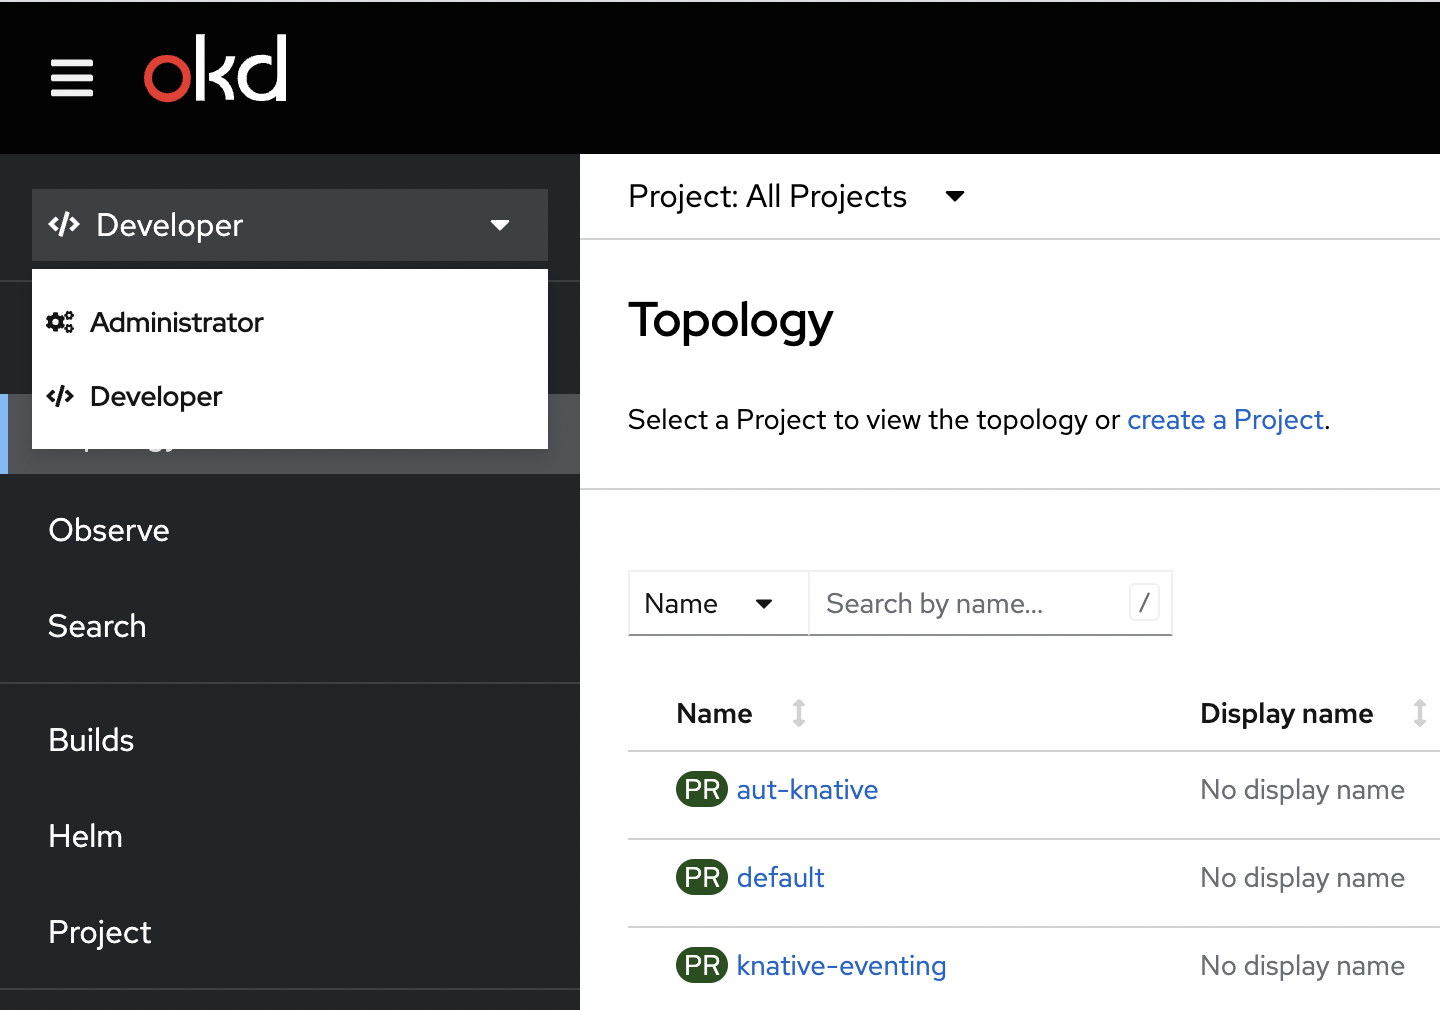 okd
Developer
Administrator
Developer
Observe
Search
Builds
Helm
Project
Project: All Projects
Topology
Select a Project to view the topology or create a Project.
Name Search by name... /
Name Display name
PR aut-knative No display name
PR default No display name
PR knative-eventing No display name